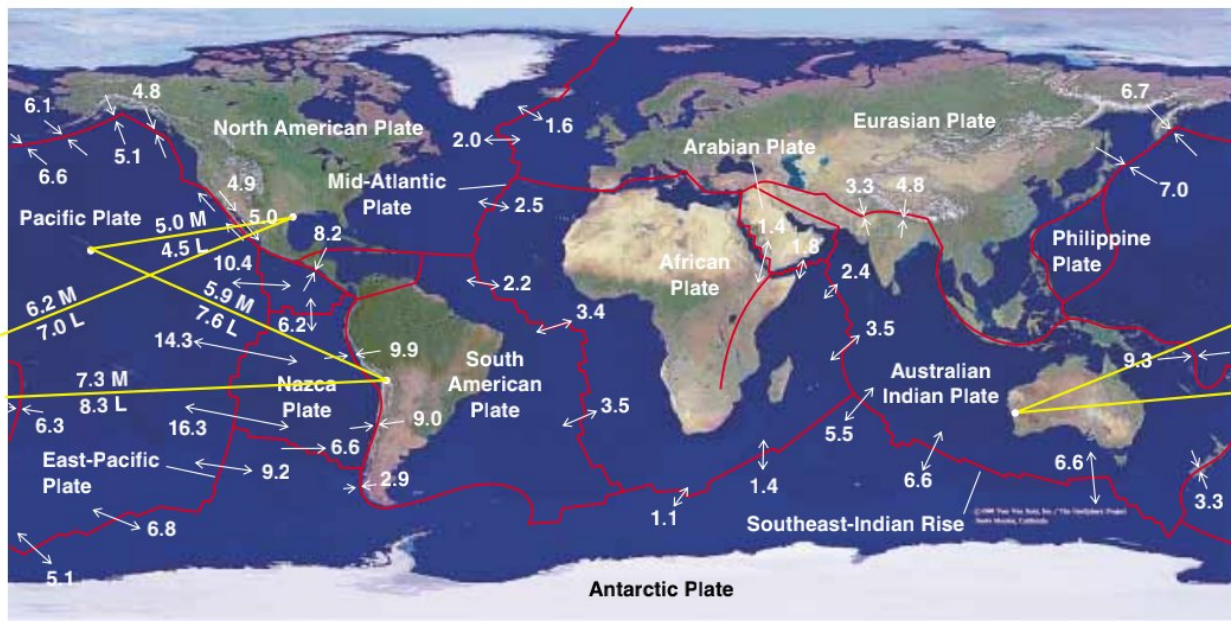 6.1
4.8
6.7
North American Plate
2.0
1.6
Eurasian Plate
5.1
Arabian Plate
6.6
Mid-Atlantic
Plate
4.9
3.3
4.8
7.0
Pacific Plate
5.0 M
5.0
2.5
1.4
4.5 L
8.2
1.8
Philippine
Plate
10.4
African
Plate
2.4
6.2 M
7.0 L
5.9 M
7.6 L
2.2
6.2
3.4
14.3
3.5
9.9
South
American
Plate
9.3
7.3 M
8.3 L
Nazca
Plate
Australian
Indian Plate
6.3
16.3
9.0
3.5
5.5
6.6
East-Pacific
Plate
9.2
6.6
6.6
2.9
1.4
3.3
6.8
1.1
Southeast-Indian Rise
5.1
Antarctic Plate